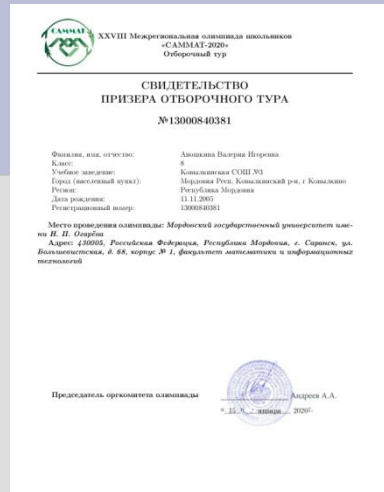 САММАТ
XXVIII Межрегиональная олимпиада школьников
«САММАТ-2020»
Отборочный тур
СВИДЕТЕЛЬСТВО
ПРИЗЕРА ОТБОРОЧНОГО ТУРА
№13000840381
Фамилия, имя, отчество: Анюшкина Валерия Игоревна
Класс: 8
Учебное заведение: Ковылкинская СОШ №3
Город (населенный пункт): Мордовия Респ, Ковылкинский р-н, г Ковылкино
Регион: Республика Мордовия
Дата рождения: 11.11.2005
Регистрационный номер: 13000840381
Место проведения олимпиады: Мордовский государственный университет име-
ни Н. П. Огарёва
Адрес: 430005, Российская Федерация, Республика Мордовия, г. Саранск, ул.
Большевистская, д. 68, корпус № 1, факультет математики и информационных
технологий
Председатель оргкомитета олимпиады Андреев А.А.
" 15 " января 2020г.